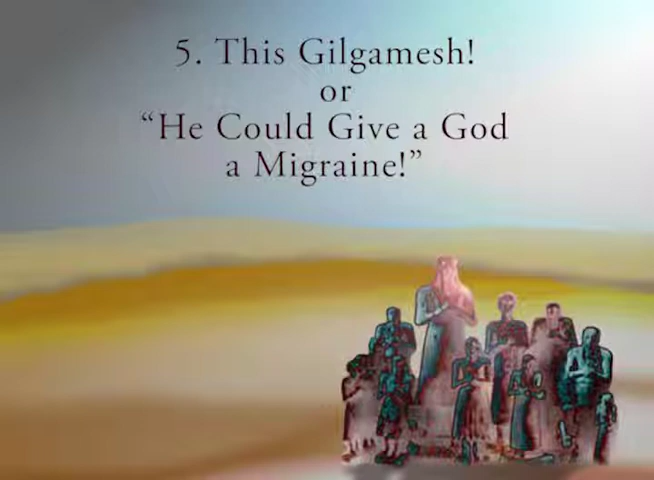 5. This Gilgamesh!
or
“He Could Give a God
a Migraine!”